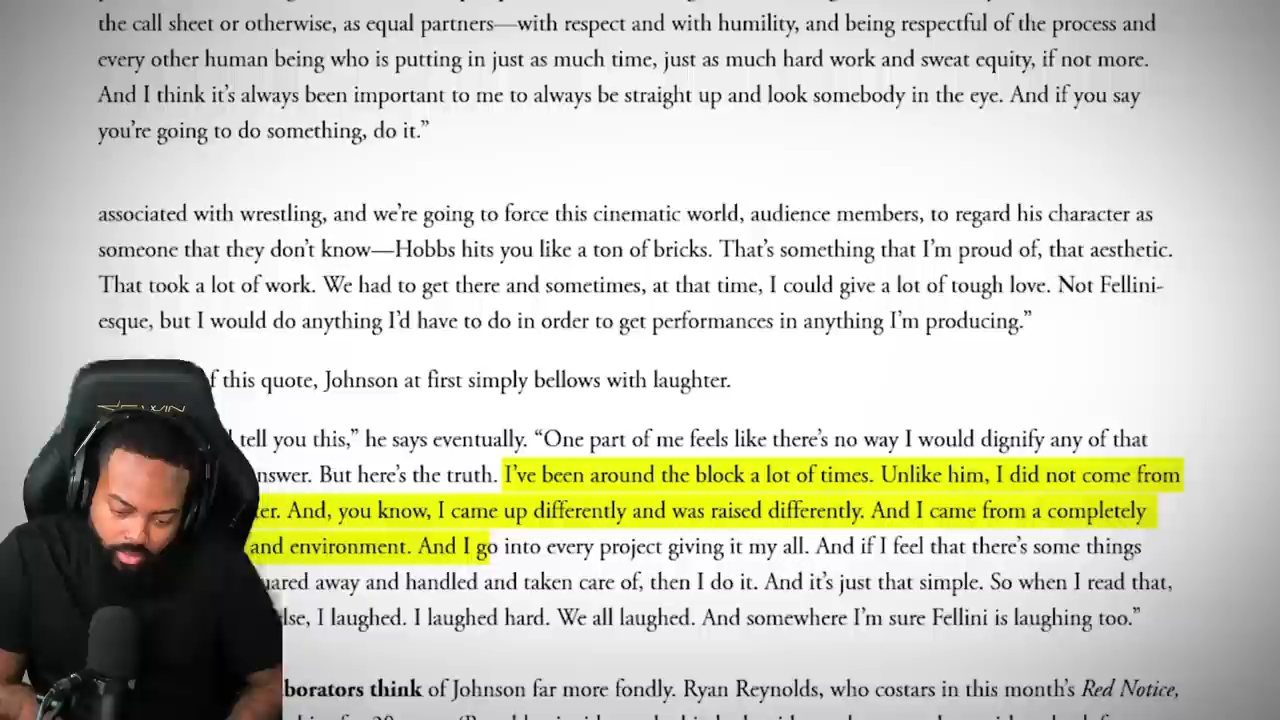 the call sheet or otherwise, as equal partners—with respect and with humility, and being respectful of the process and
every other human being who is putting in just as much time, just as much hard work and sweat equity, if not more.
And I think it’s always been important to me to always be straight up and look somebody in the eye. And if you say
you’re going to do something, do it.”
associated with wrestling, and we’re going to force this cinematic world, audience members, to regard his character as
someone that they don’t know—Hobbs hits you like a ton of bricks. That’s something that I’m proud of, that aesthetic.
That took a lot of work. We had to get there and sometimes, at that time, I could give a lot of tough love. Not Fellini-
esque, but I would do anything I’d have to do in order to get performances in anything I’m producing.”
f this quote, Johnson at first simply bellows with laughter.
tell you this,” he says eventually. “One part of me feels like there’s no way I would dignify any of that
nswer. But here’s the truth. I’ve been around the block a lot of times. Unlike him, I did not come from
er. And, you know, I came up differently and was raised differently. And I came from a completely
and environment. And I go into every project giving it my all. And if I feel that there’s some things
uared away and handled and taken care of, then I do it. And it’s just that simple. So when I read that,
lse, I laughed. I laughed hard. We all laughed. And somewhere I’m sure Fellini is laughing too.”
borators think of Johnson far more fondly. Ryan Reynolds, who costars in this month’s Red Notice,